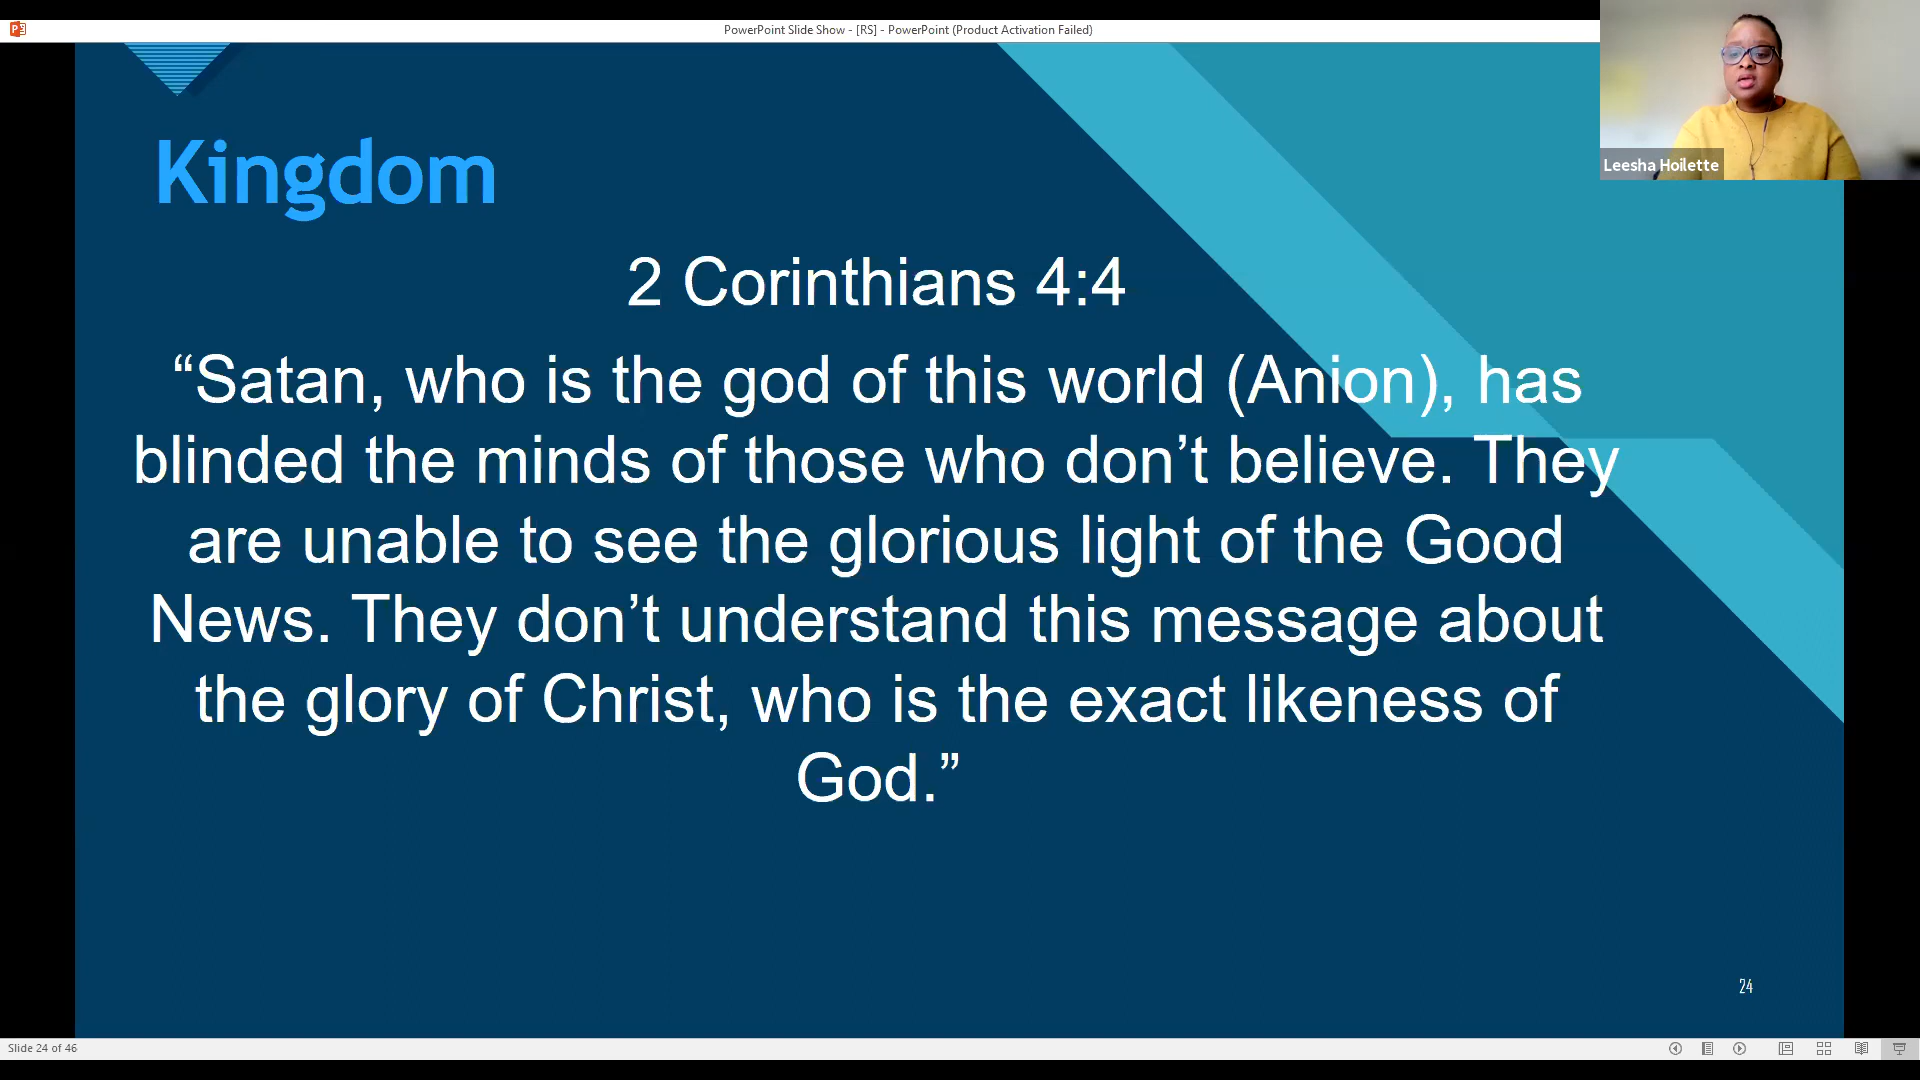 PowerPoint Slide Show - [RS] - PowerPoint (Product Activation Failed)
Leesha Hoilette
Kingdom
2 Corinthians 4:4
“Satan, who is the god of this world (Anion), has
blinded the minds of those who don’t believe. They
are unable to see the glorious light of the Good
News. They don’t understand this message about
the glory of Christ, who is the exact likeness of
God.”
24
Slide 24 of 46